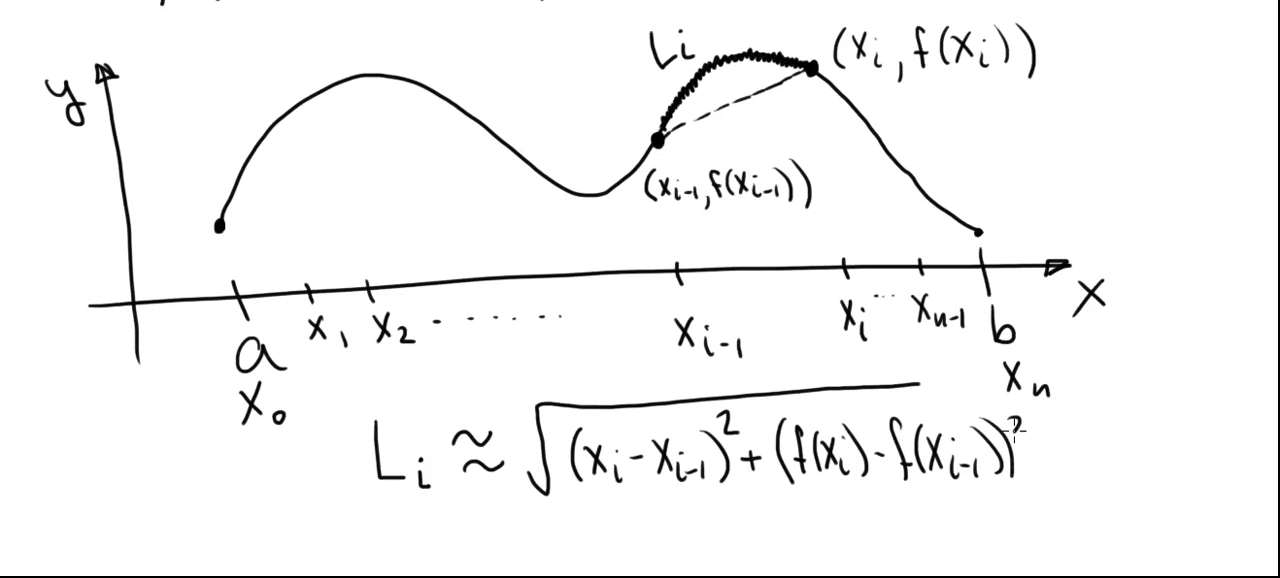 Li
(xi, f(xi))
y
(xi-1, f(xi-1))
x
a x1 x2 ........ xi-1 xi ... xn-1 b
x0 xn
Li ≈ √(xi - xi-1)² + (f(xi) - f(xi-1))²